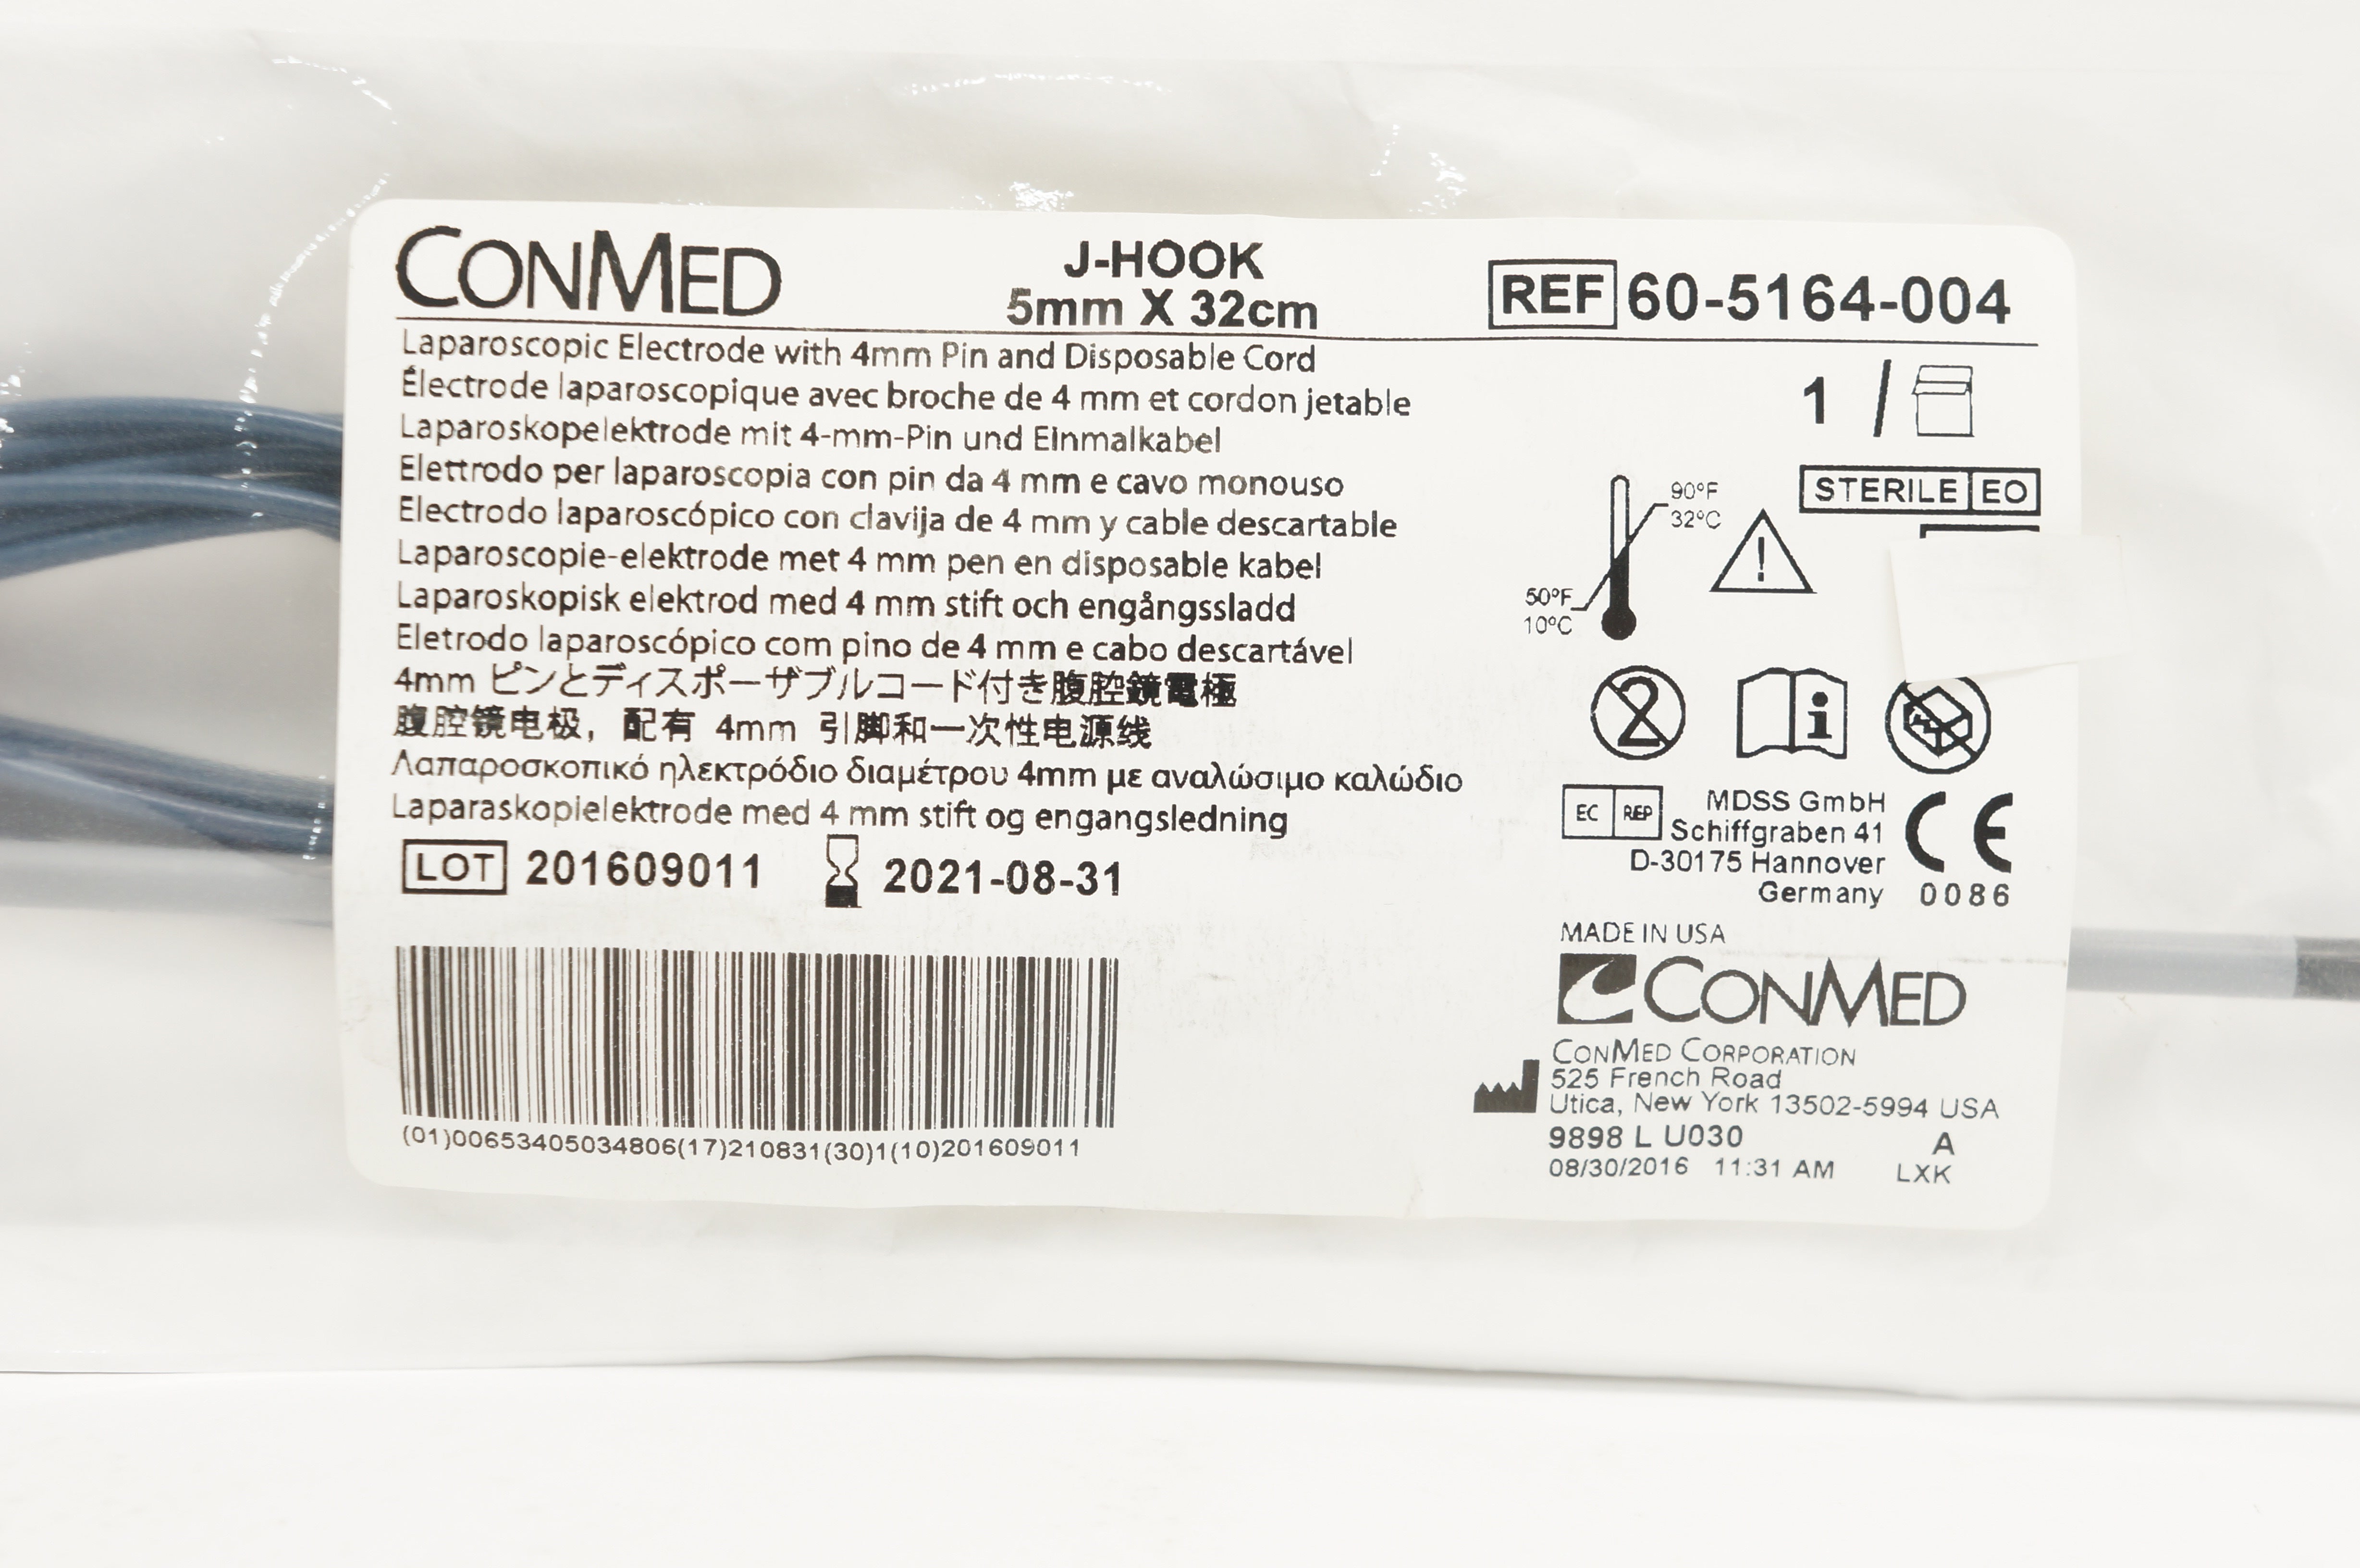 CONMED
J-HOOK
5mm X 32cm
REF 60-5164-004
Laparoscopic Electrode with 4mm Pin and Disposable Cord
Électrode laparoscopique avec broche de 4 mm et cordon jetable
Laparoskopelektrode mit 4-mm-Pin und Einmalkabel
Elettrodo per laparoscopia con pin da 4 mm e cavo monouso
Electrodo laparoscópico con clavija de 4 mm y cable descartable
Laparoscopie-elektrode met 4 mm pen en disposable kabel
Laparoskopisk elektrod med 4 mm stift och engångssladd
Eletrodo laparoscópico com pino de 4 mm e cabo descartável
4mm ピンとディスポーザブルコード付き腹腔鏡電極
腹腔镜电极，配有 4mm 引脚和一次性电源线
Λαπαροσκοπικό ηλεκτρόδιο διαμέτρου 4mm με αναλώσιμο καλώδιο
Laparaskopielektrode med 4 mm stift og engangsledning
LOT 201609011 2021-08-31
(01)00653405034806(17)210831(30)1(10)201609011
1 /
STERILE EO
90°F
32°C
50°F
10°C
2
EC REP
MDSS GmbH
Schiffgraben 41
D-30175 Hannover
Germany
CE
0086
MADE IN USA
CONMED
CONMED CORPORATION
525 French Road
Utica, New York 13502-5994 USA
9898 L U030 A
08/30/2016 11:31 AM LXK